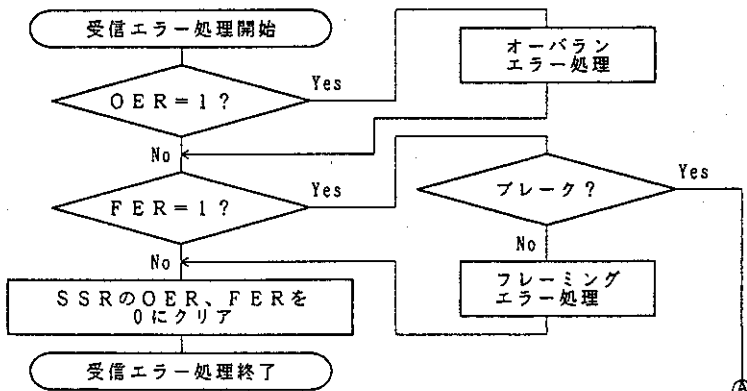 受信エラー処理開始
オーバラン
エラー処理
OER=1?
Yes
No
FER=1?
Yes
ブレーク?
Yes
No
No
フレーミング
エラー処理
SSRのOER、FERを
0にクリア
受信エラー処理終了
A